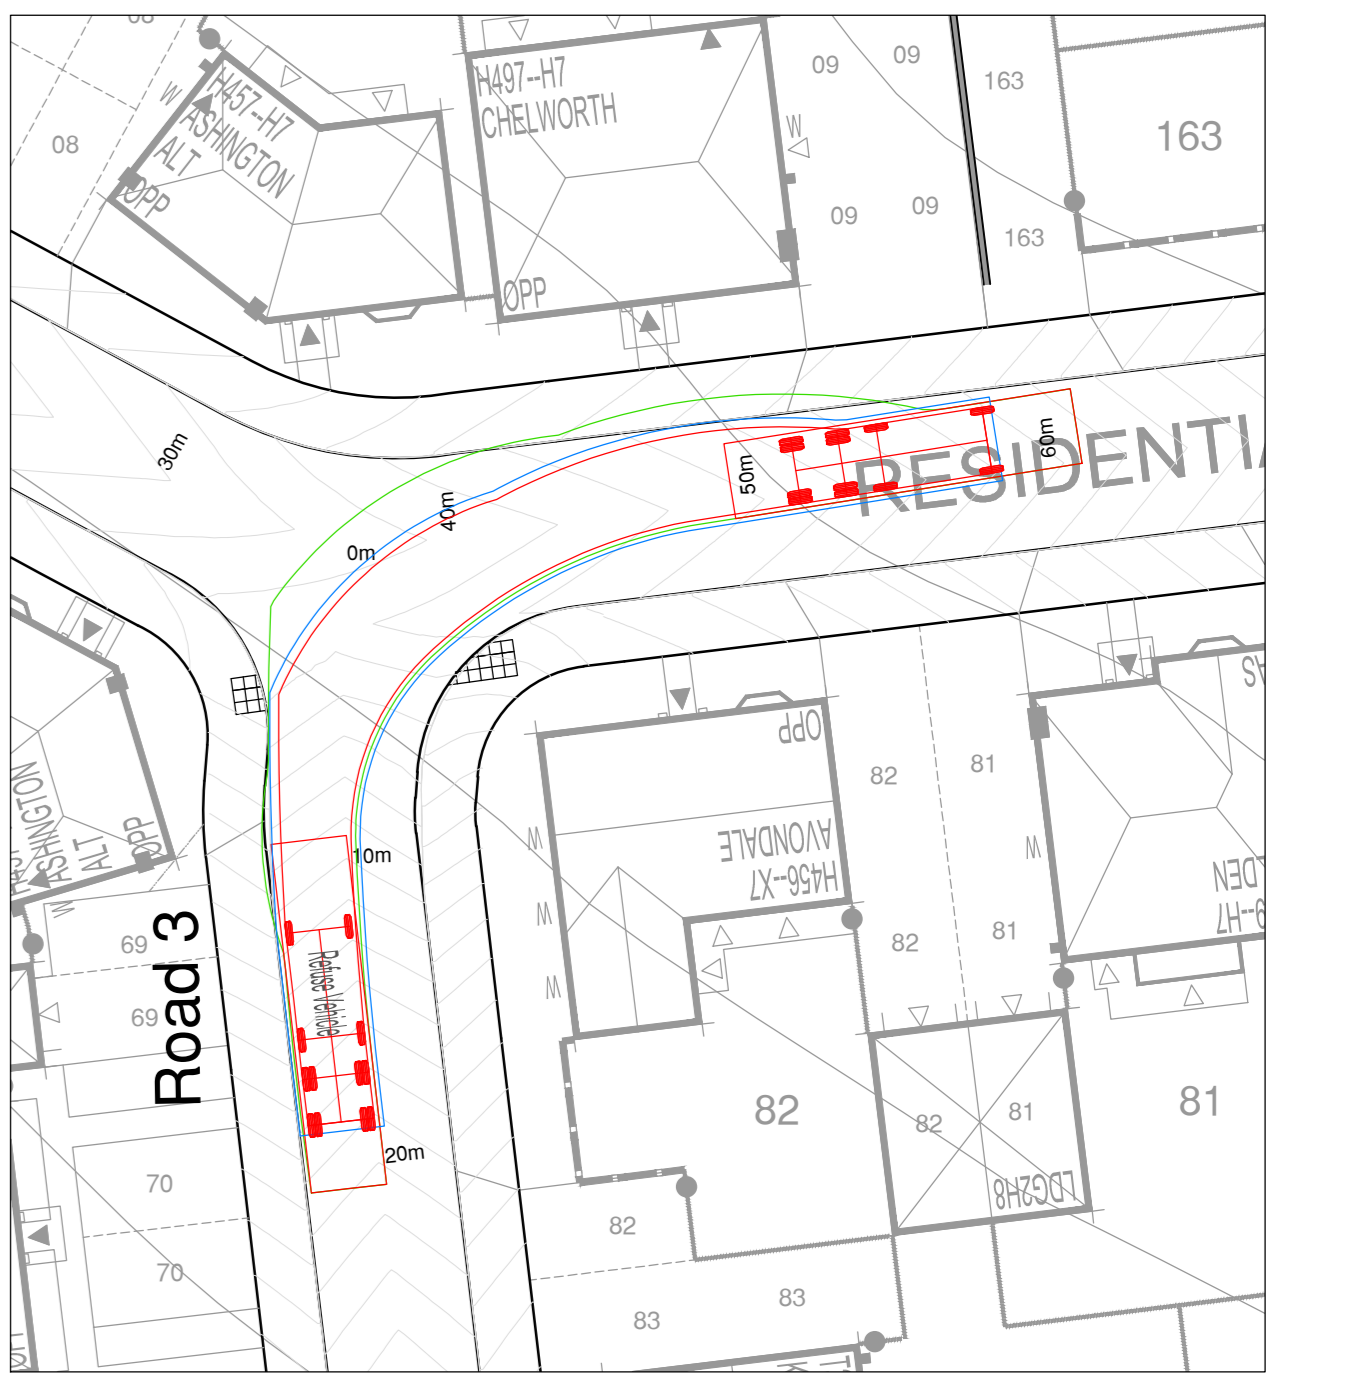 08
08
W
H457--H7
ASHINGTON
ALT
OPP
H497--H7
CHELWORTH
OPP
W
09
09
09
09
163
163
163
30m
40m
0m
50m
60m
RESIDENTI
10m
20m
Refuse Vehicle
Road 3
ASHINGTON
ALT
OPP
W
69
69
70
70
OPP
AVONDALE
H456--X7
W
W
W
82
81
82
81
W
82
82
81
LDG2H8
81
82
83
83